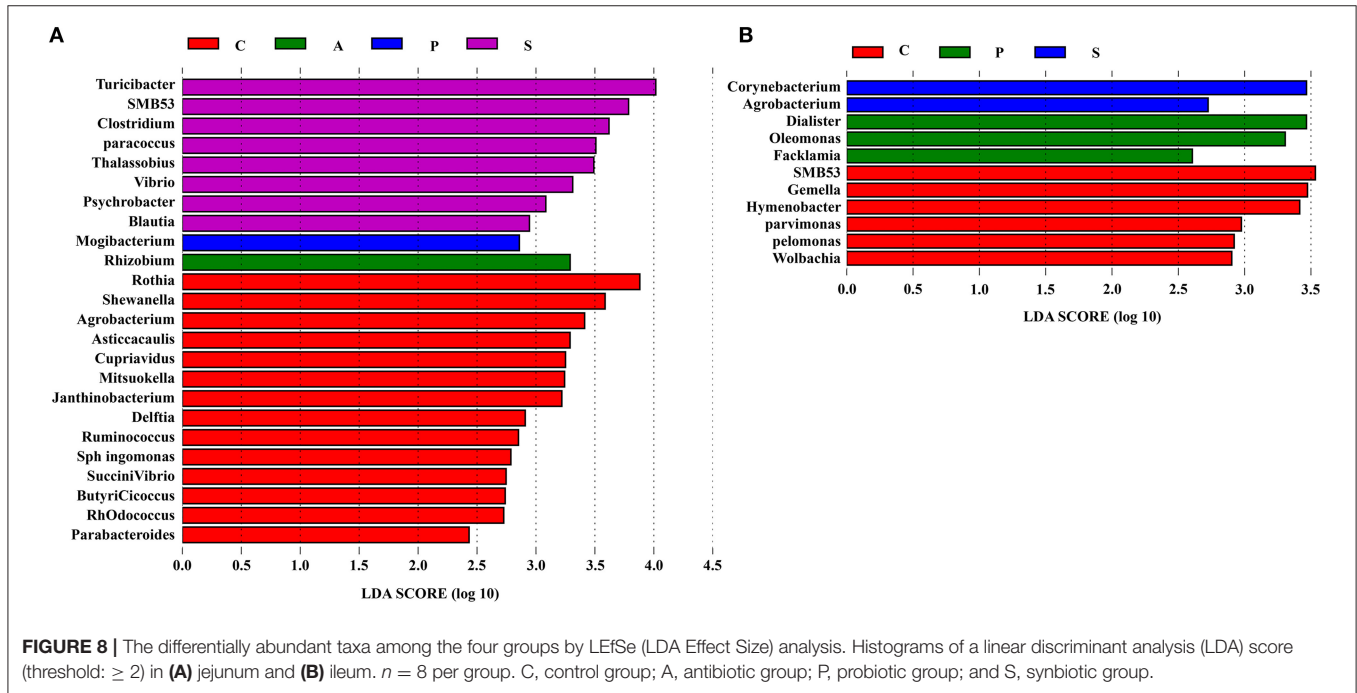 A
C A P S
Turicibacter
SMB53
Clostridium
paracoccus
Thalassobius
Vibrio
Psychrobacter
Blautia
Mogibacterium
Rhizobium
Rothia
Shewanella
Agrobacterium
Asticcacaulis
Cupriavidus
Mitsuokella
Janthinobacterium
Delftia
Ruminococcus
Sph ingomonas
SucciniVibrio
ButyriCicoccus
RhOdococcus
Parabacteroides
0.0 0.5 1.0 1.5 2.0 2.5 3.0 3.5 4.0 4.5
LDA SCORE (log 10)
B
C P S
Corynebacterium
Agrobacterium
Dialister
Oleomonas
Facklamia
SMB53
Gemella
Hymenobacter
parvimonas
pelomonas
Wolbachia
0.0 0.5 1.0 1.5 2.0 2.5 3.0 3.5
LDA SCORE (log 10)
FIGURE 8 | The differentially abundant taxa among the four groups by LEfSe (LDA Effect Size) analysis. Histograms of a linear discriminant analysis (LDA) score
(threshold: ≥ 2) in (A) jejunum and (B) ileum. n = 8 per group. C, control group; A, antibiotic group; P, probiotic group; and S, synbiotic group.